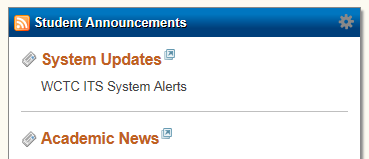 Student Announcements
System Updates
WCTC ITS System Alerts
Academic News